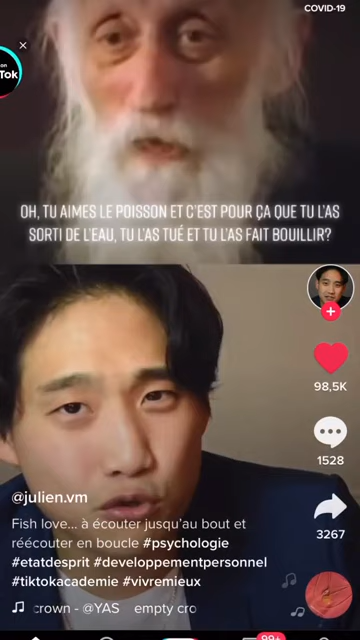 COVID-19
on
Tok
OH, TU AIMES LE POISSON ET C'EST POUR ÇA QUE TU L'AS
SORTI DE L'EAU, TU L'AS TUÉ ET TU L'AS FAIT BOUILLIR?
98,5K
1528
3267
@julien.vm
Fish love... à écouter jusqu'au bout et
réécouter en boucle #psychologie
#etatdesprit #developpementpersonnel
#tiktokacademie #vivremieux
crown - @YAS empty cro
99+